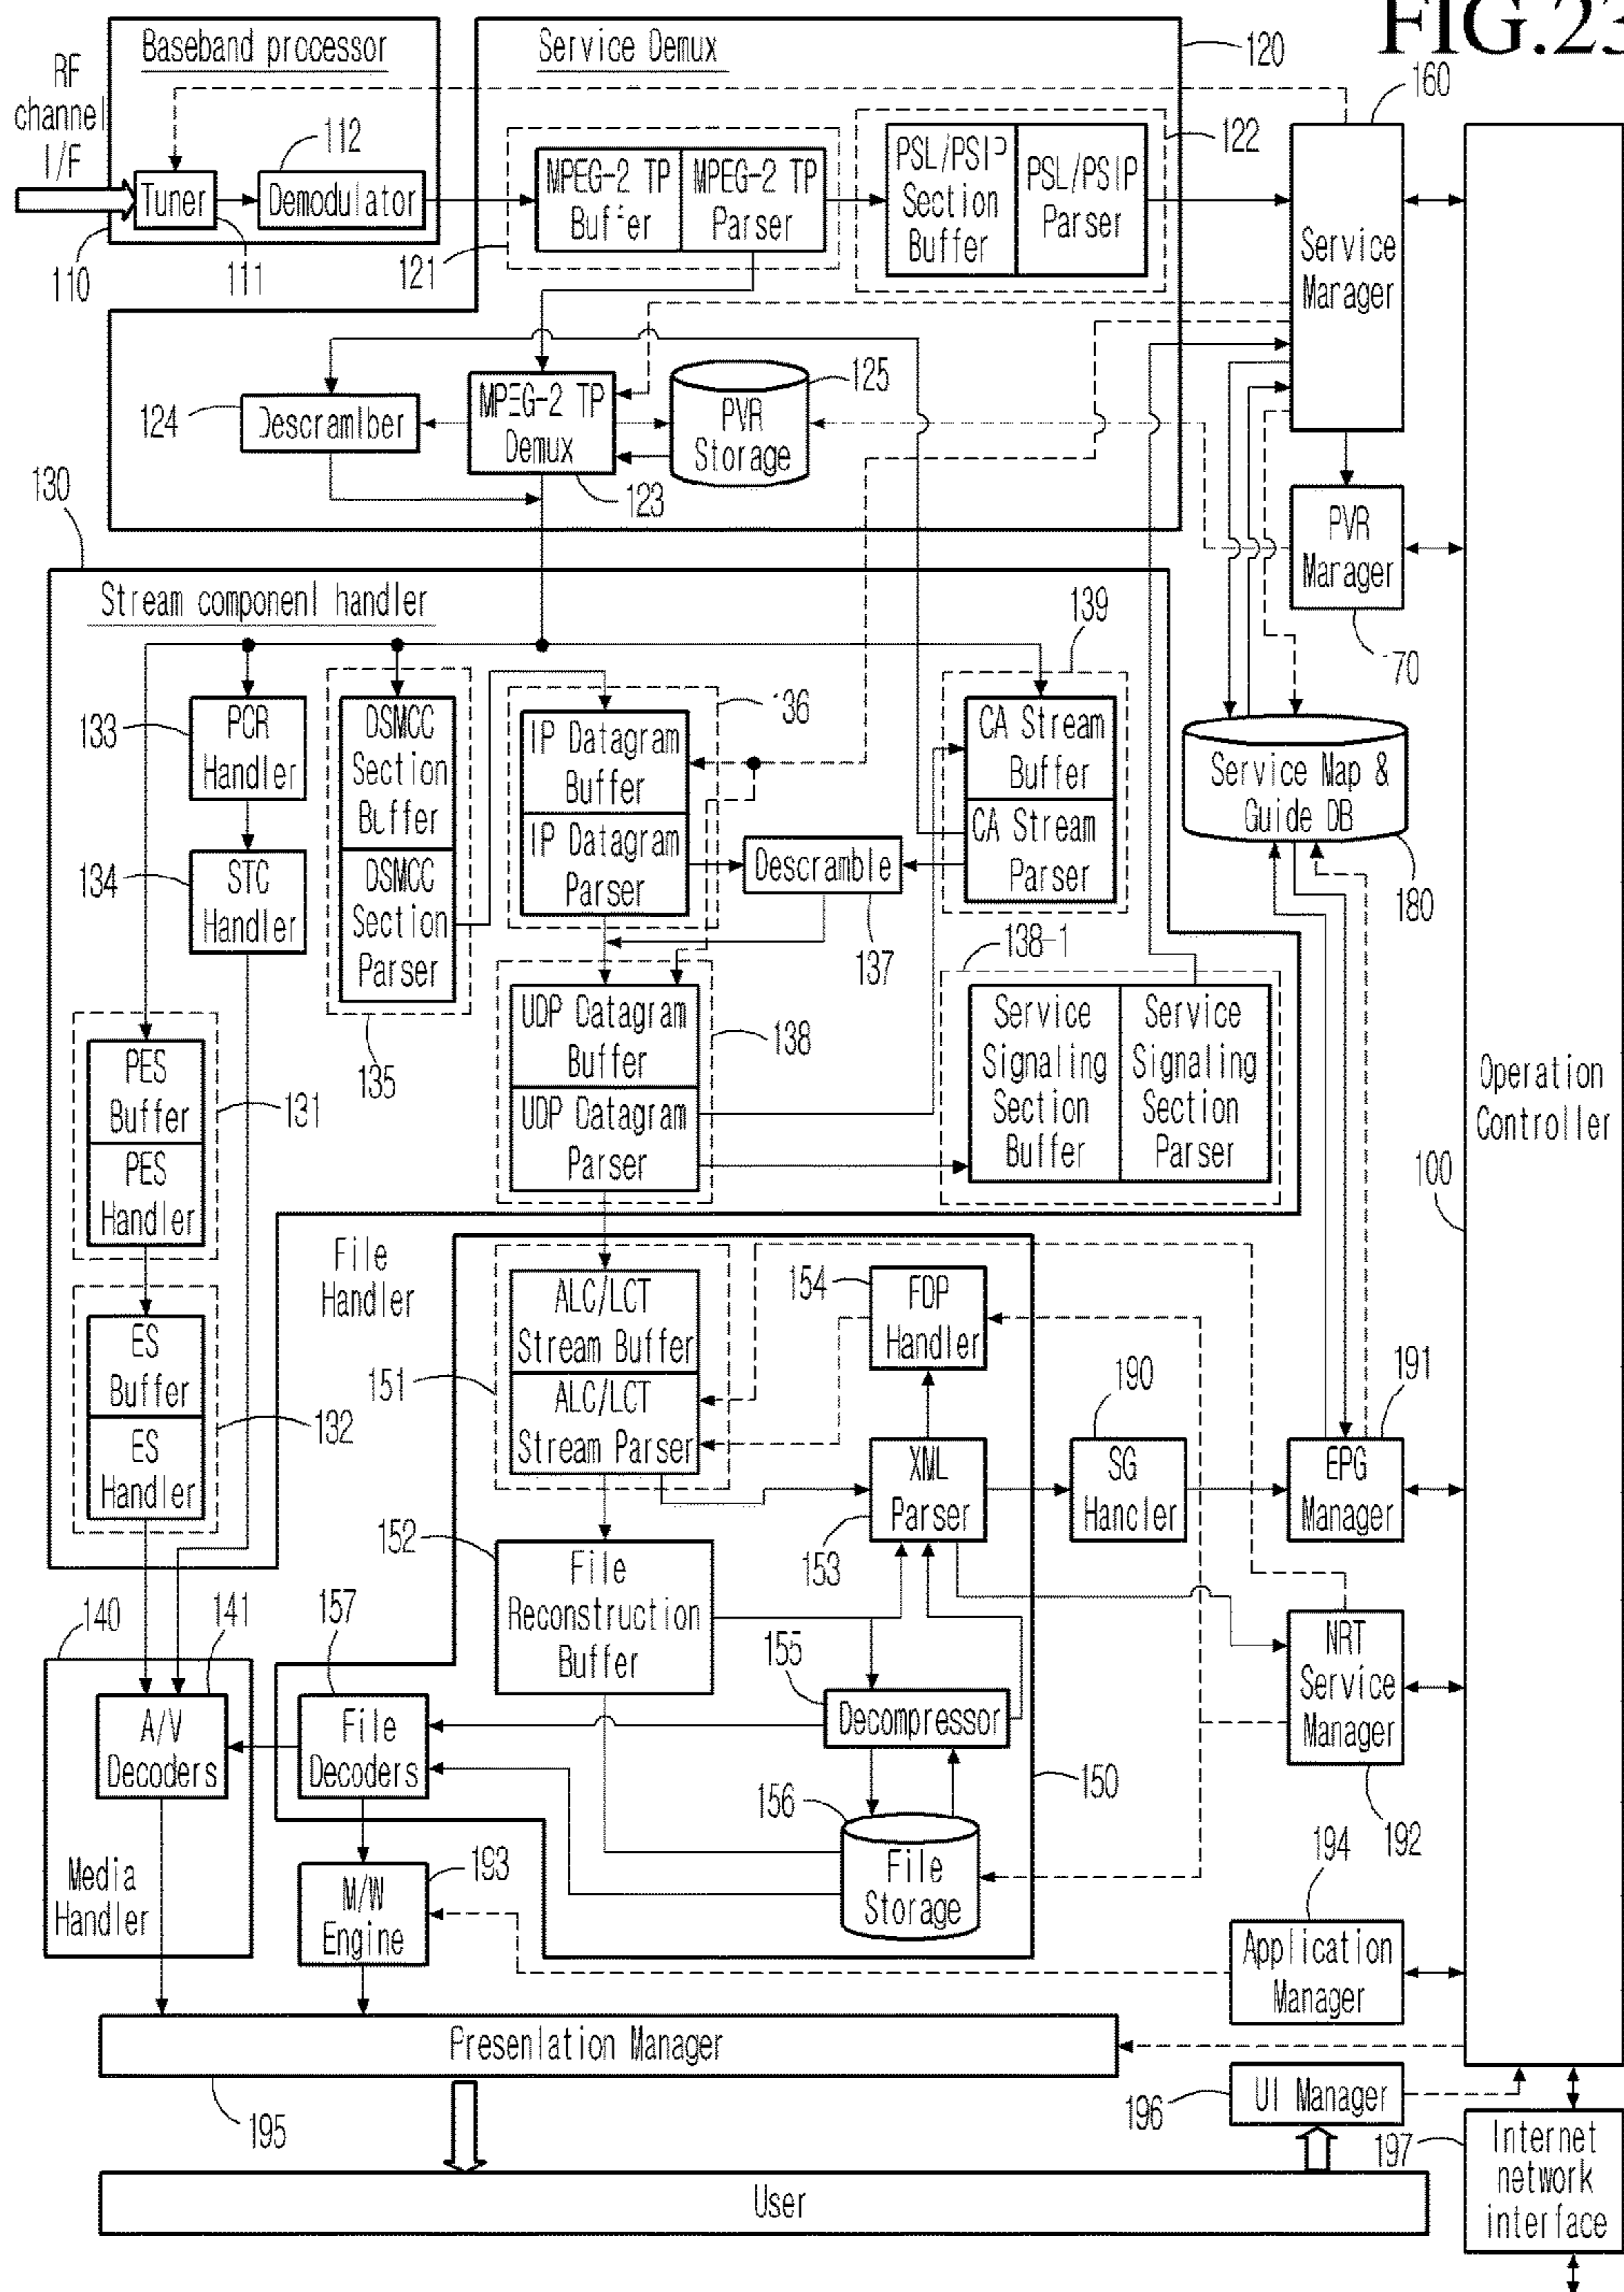 FIG.23
Baseband processor
Service Demux
120
RF
channel
I/F
160
112
122
Tuner
Demodulator
MPEG-2 TP
Buffer
MPEG-2 TP
Parser
PSL/PSIP
Section
Buffer
PSL/PSIP
Parser
Service
Manager
110
111
121
124
Descramlber
MPEG-2 TP
Demux
PVR
Storage
125
123
130
PVR
Manager
70
Stream component handler
139
133
PCR
Handler
DSMCC
Section
Buffer
IP Datagram
Buffer
136
CA Stream
Buffer
Service Map &
Guide DB
134
STC
Handler
DSMCC
Section
Parser
IP Datagram
Parser
Descramble
CA Stream
Parser
180
137
138-1
135
UDP Datagram
Buffer
138
Service
Signaling
Section
Buffer
Service
Signaling
Section
Parser
Operation
Controller
PES
Buffer
131
UDP Datagram
Parser
100
PES
Handler
File
Handler
154
FDP
Handler
ALC/LCT
Stream Buffer
ES
Buffer
151
190
191
132
ALC/LCT
Stream Parser
ES
Handler
XML
Parser
SG
Handler
EPG
Manager
152
153
File
Reconstruction
Buffer
140
141
157
155
NRT
Service
Manager
A/V
Decoders
File
Decoders
Decompressor
150
156
192
Media
Handler
193
194
M/W
Engine
File
Storage
Application
Manager
Presentation Manager
195
196
UI Manager
197
Internet
network
interface
User